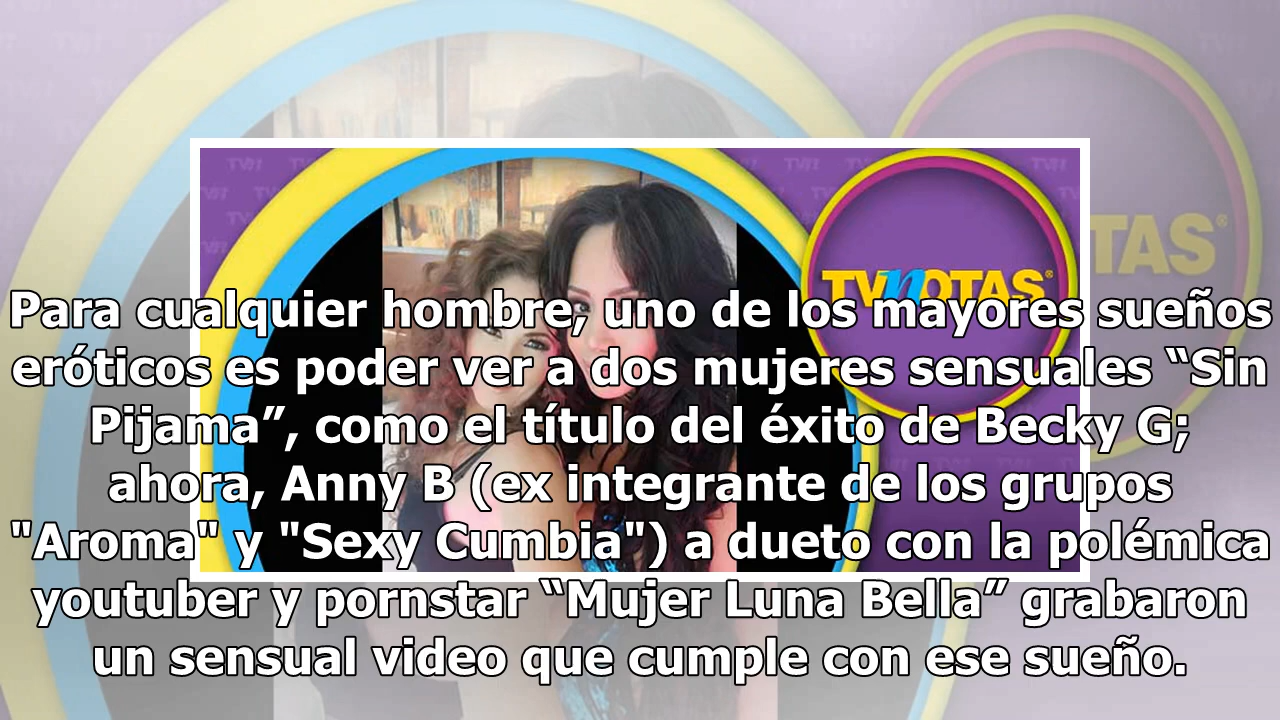 TVNOTAS®
TAS®
Para cualquier hombre, uno de los mayores sueños
eróticos es poder ver a dos mujeres sensuales “Sin
Pijama”, como el título del éxito de Becky G;
ahora, Anny B (ex integrante de los grupos
"Aroma" y "Sexy Cumbia") a dueto con la polémica
youtuber y pornstar “Mujer Luna Bella” grabaron
un sensual video que cumple con ese sueño.